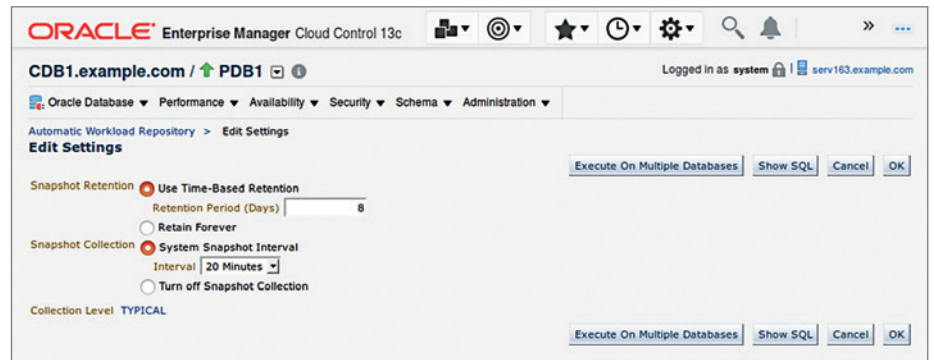 ORACLE® Enterprise Manager Cloud Control 13c
CDB1.example.com / PDB1
Logged in as system | serv163.example.com
Oracle Database Performance Availability Security Schema Administration
Automatic Workload Repository > Edit Settings
Edit Settings
Execute On Multiple Databases Show SQL Cancel OK
Snapshot Retention Use Time-Based Retention
Retention Period (Days) 8
Retain Forever
Snapshot Collection System Snapshot Interval
Interval 20 Minutes
Turn off Snapshot Collection
Collection Level TYPICAL
Execute On Multiple Databases Show SQL Cancel OK